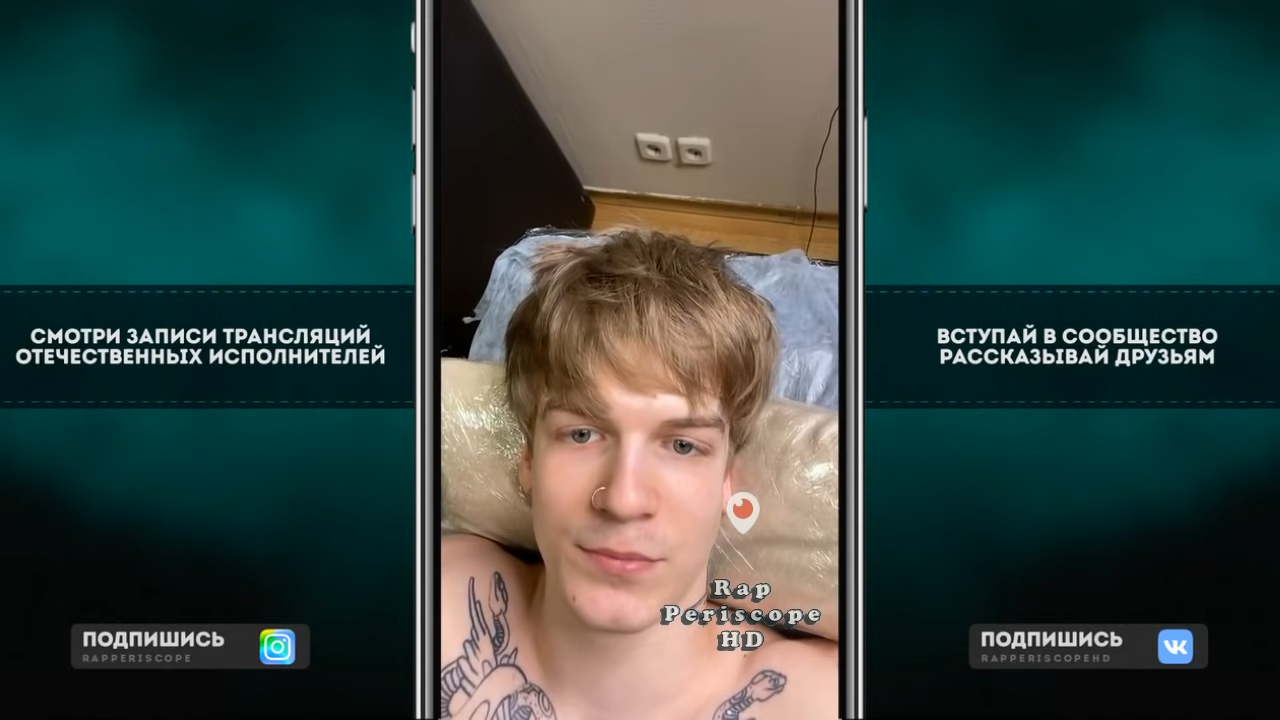 СМОТРИ ЗАПИСИ ТРАНСЛЯЦИЙ
ОТЕЧЕСТВЕННЫХ ИСПОЛНИТЕЛЕЙ
ПОДПИШИСЬ
RAPPERISCOPE
Rap
Periscope
HD
ВСТУПАЙ В СООБЩЕСТВО
РАССКАЗЫВАЙ ДРУЗЬЯМ
ПОДПИШИСЬ
RAPPERISCOPEHD